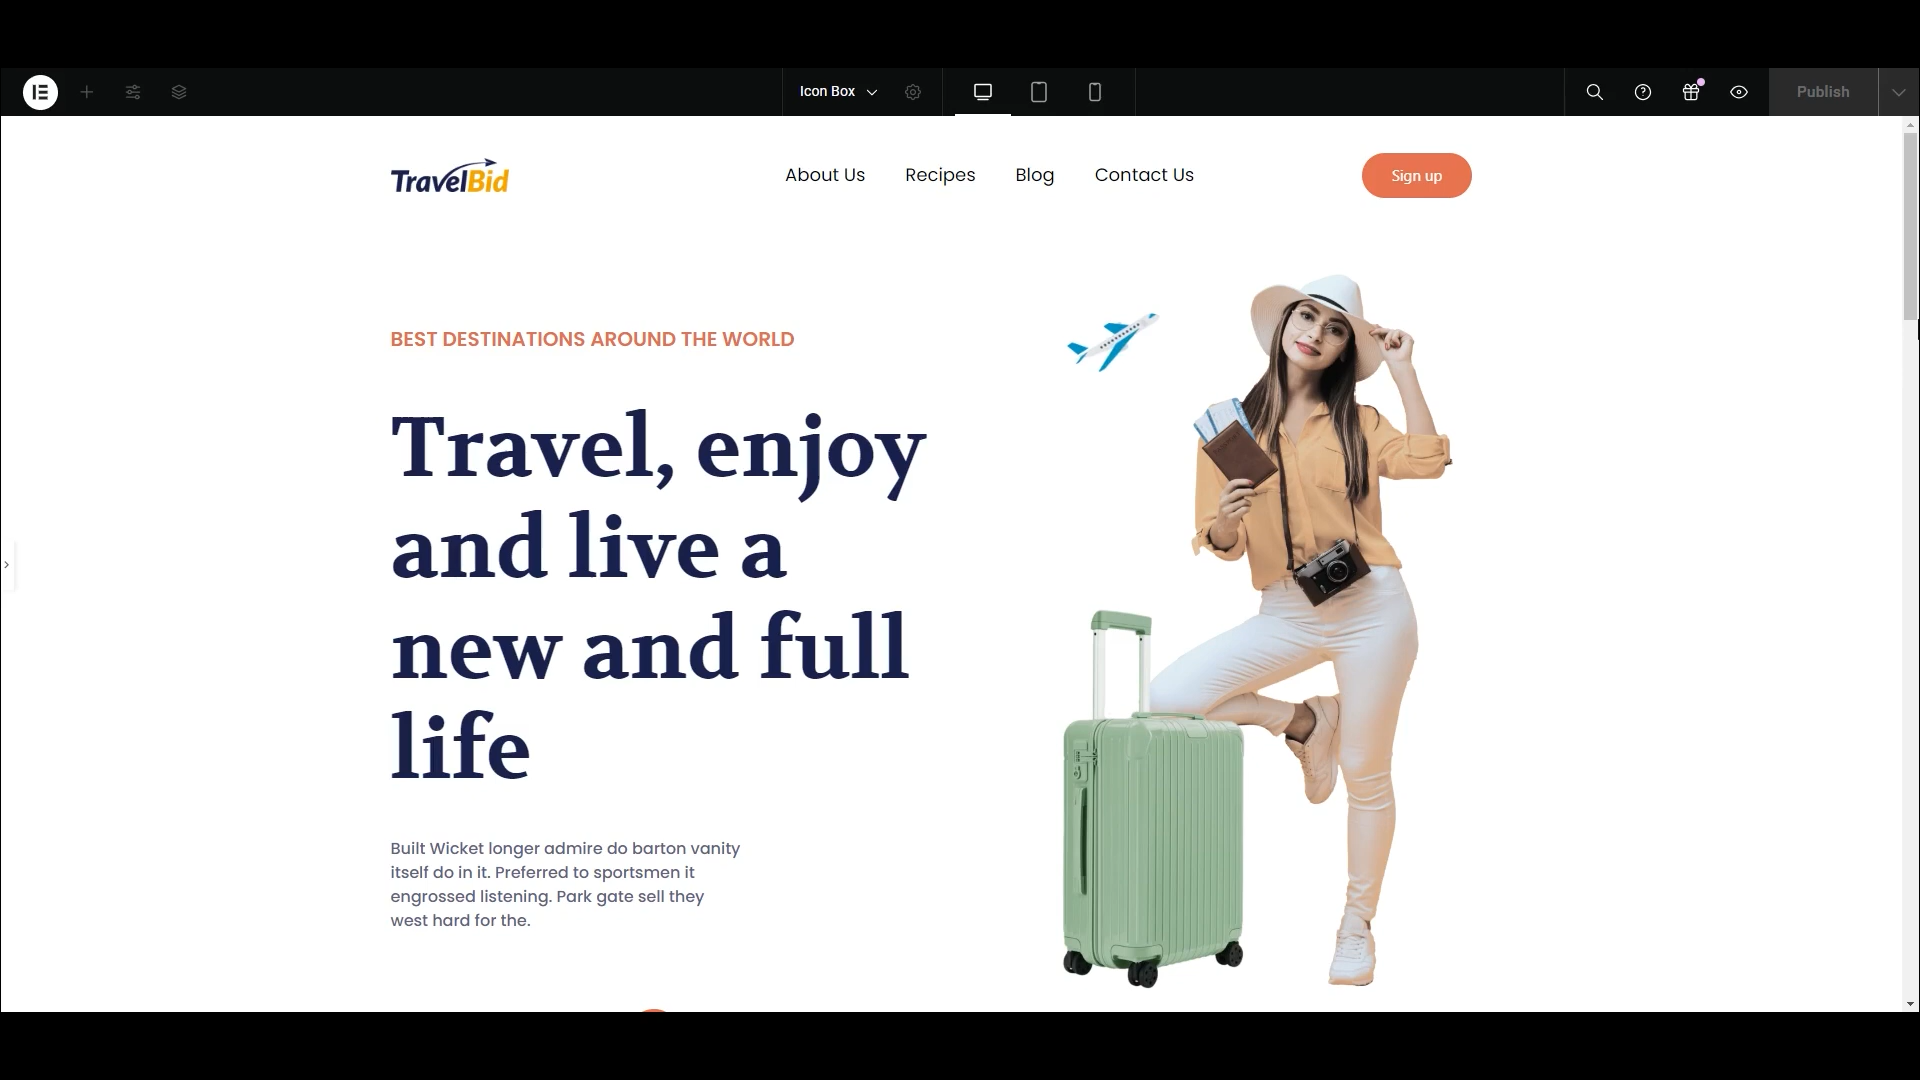 Icon Box
Publish
TravelBid
About Us
Recipes
Blog
Contact Us
Sign up
BEST DESTINATIONS AROUND THE WORLD
Travel, enjoy
and live a
new and full
life
Built Wicket longer admire do barton vanity
itself do in it. Preferred to sportsmen it
engrossed listening. Park gate sell they
west hard for the.